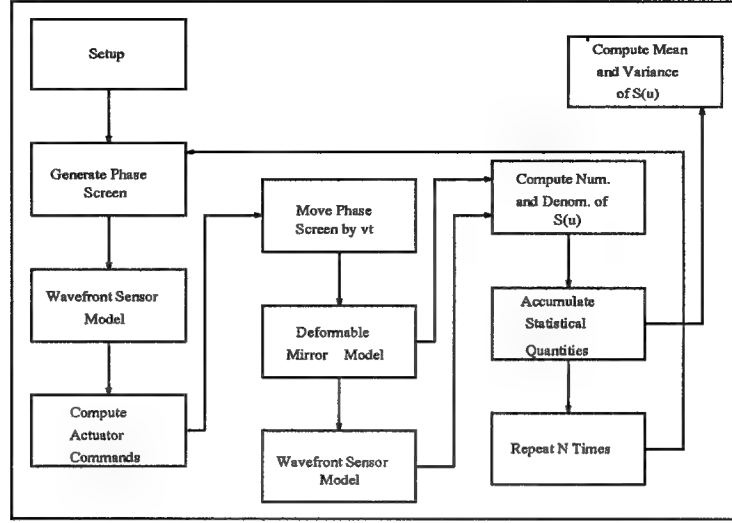 Setup
Generate Phase
Screen
Wavefront Sensor
Model
Compute
Actuator
Commands
Move Phase
Screen by vt
Deformable
Mirror Model
Wavefront Sensor
Model
Compute Num.
and Denom. of
S(u)
Accumulate
Statistical
Quantities
Repeat N Times
Compute Mean
and Variance
of S(u)